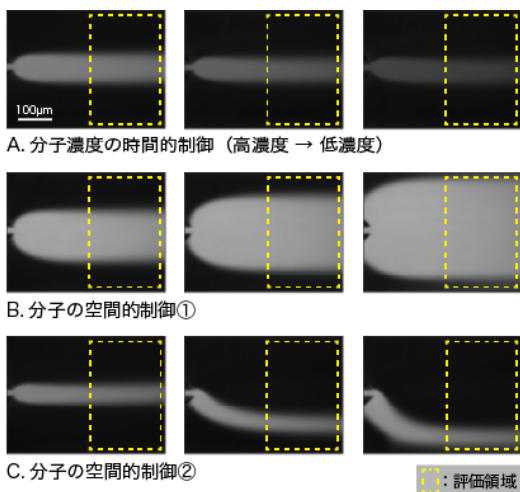 100μm
A. 分子濃度の時間的制御（高濃度 → 低濃度）
B. 分子の空間的制御①
C. 分子の空間的制御②
：評価領域